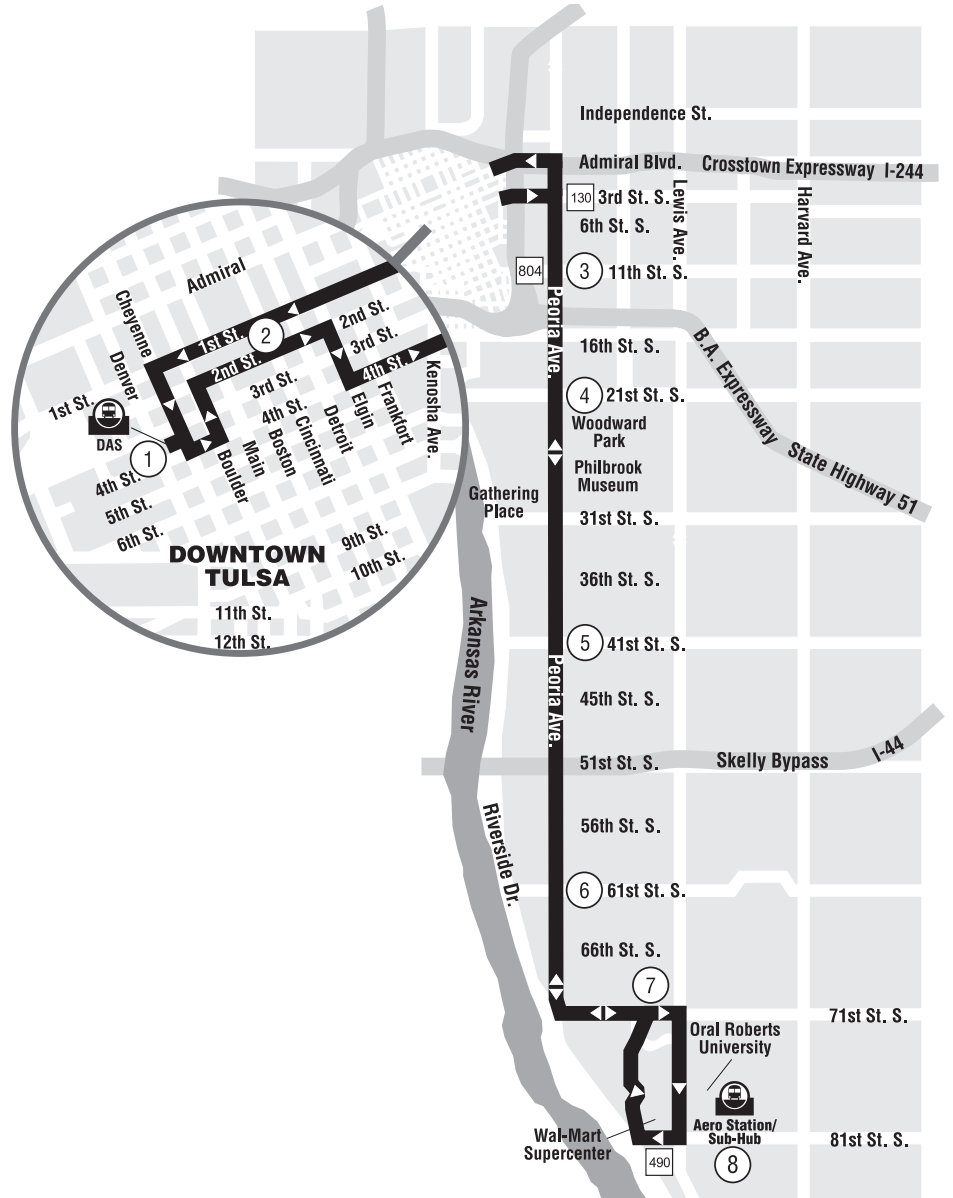 Independence St.
Admiral Blvd.
Crosstown Expressway I-244
130
3rd St. S.
Lewis Ave.
Harvard Ave.
6th St. S.
804
3
11th St. S.
Peoria Ave.
16th St. S.
B.A. Expressway
State Highway 51
4
21st St. S.
Woodward
Park
Philbrook
Museum
Gathering
Place
31st St. S.
36th St. S.
5
41st St. S.
Peoria Ave.
Arkansas River
45th St. S.
51st St. S.
Skelly Bypass
I-44
56th St. S.
Riverside Dr.
6
61st St. S.
66th St. S.
7
71st St. S.
Oral Roberts
University
Aero Station/
Sub-Hub
8
81st St. S.
Wal-Mart
Supercenter
490
Admiral
Cheyenne
Denver
1st St.
2
2nd St.
3rd St.
1st St.
2nd St.
4th St.
3rd St.
4th St.
Kenosha Ave.
Frankfort
Elgin
Detroit
Cincinnati
Boston
Main
Boulder
DAS
1
4th St.
5th St.
6th St.
9th St.
10th St.
DOWNTOWN
TULSA
11th St.
12th St.